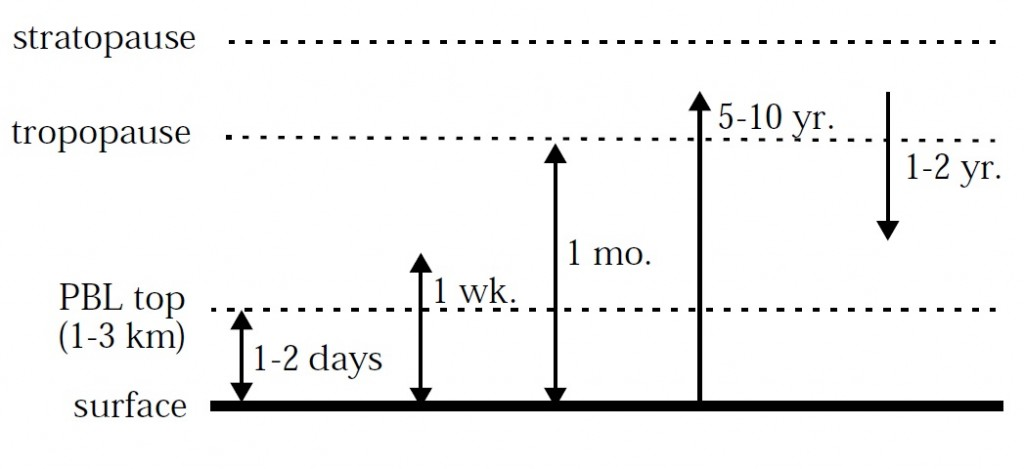 stratopause
tropopause
5-10 yr.
1-2 yr.
1 mo.
1 wk.
PBL top
(1-3 km)
1-2 days
surface